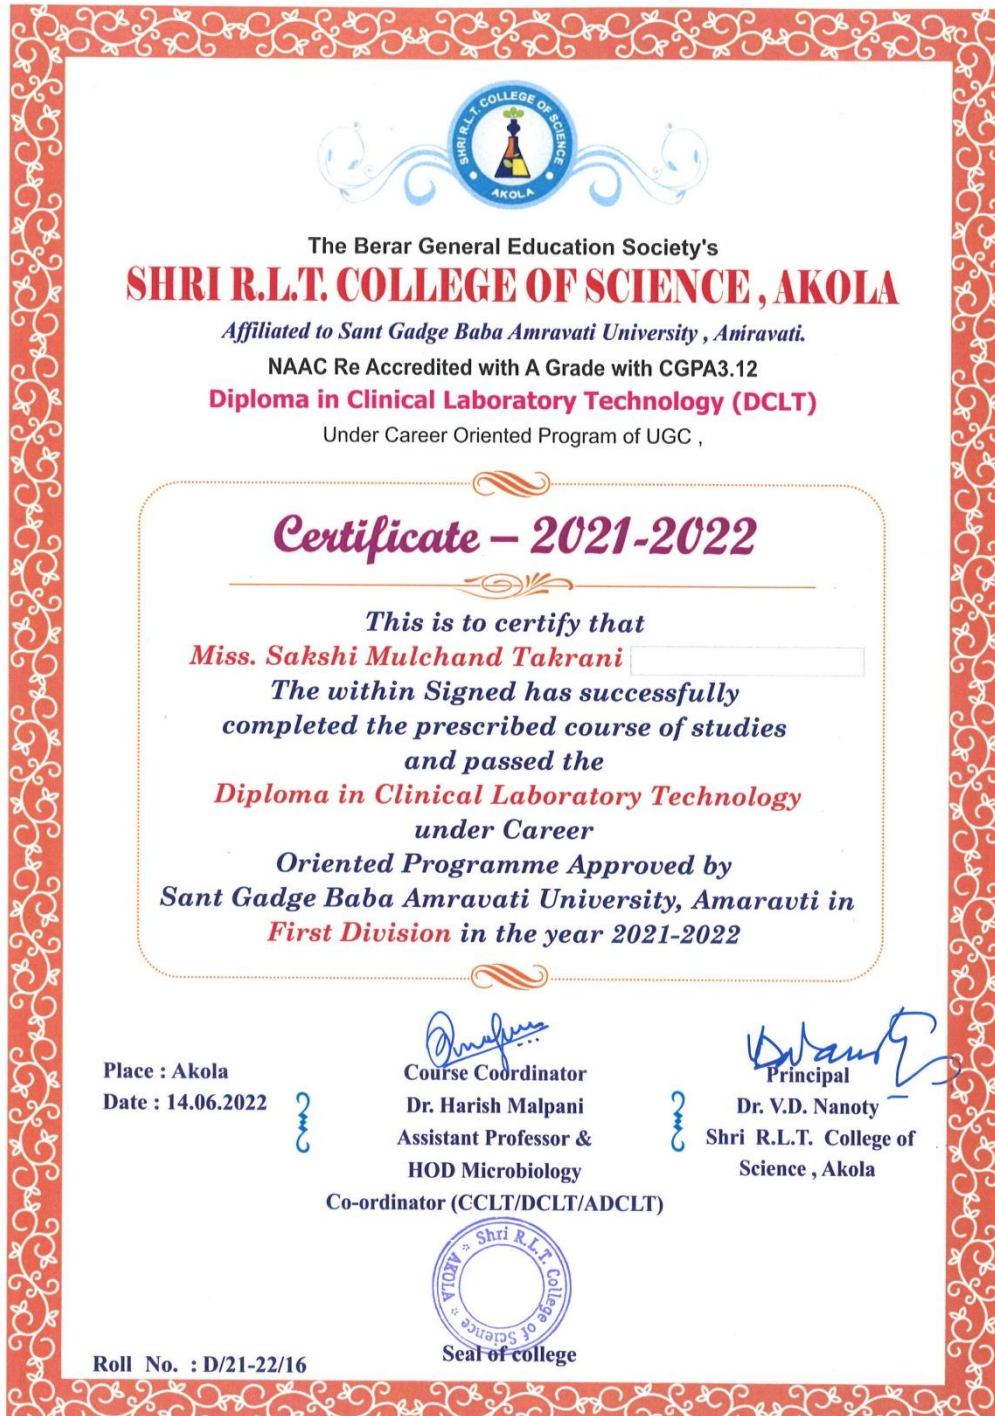 SHRI R.L.T. COLLEGE OF SCIENCE
AKOLA
The Berar General Education Society's
SHRI R.L.T. COLLEGE OF SCIENCE , AKOLA
Affiliated to Sant Gadge Baba Amravati University , Amravati.
NAAC Re Accredited with A Grade with CGPA3.12
Diploma in Clinical Laboratory Technology (DCLT)
Under Career Oriented Program of UGC ,
Certificate – 2021-2022
This is to certify that
Miss. Sakshi Mulchand Takrani
The within Signed has successfully
completed the prescribed course of studies
and passed the
Diploma in Clinical Laboratory Technology
under Career
Oriented Programme Approved by
Sant Gadge Baba Amravati University, Amaravti in
First Division in the year 2021-2022
Place : Akola
Date : 14.06.2022
Course Coordinator
Dr. Harish Malpani
Assistant Professor &
HOD Microbiology
Co-ordinator (CCLT/DCLT/ADCLT)
Principal
Dr. V.D. Nanoty
Shri R.L.T. College of
Science , Akola
Shri R.L.T. College of Science
AKOLA
Seal of college
Roll No. : D/21-22/16